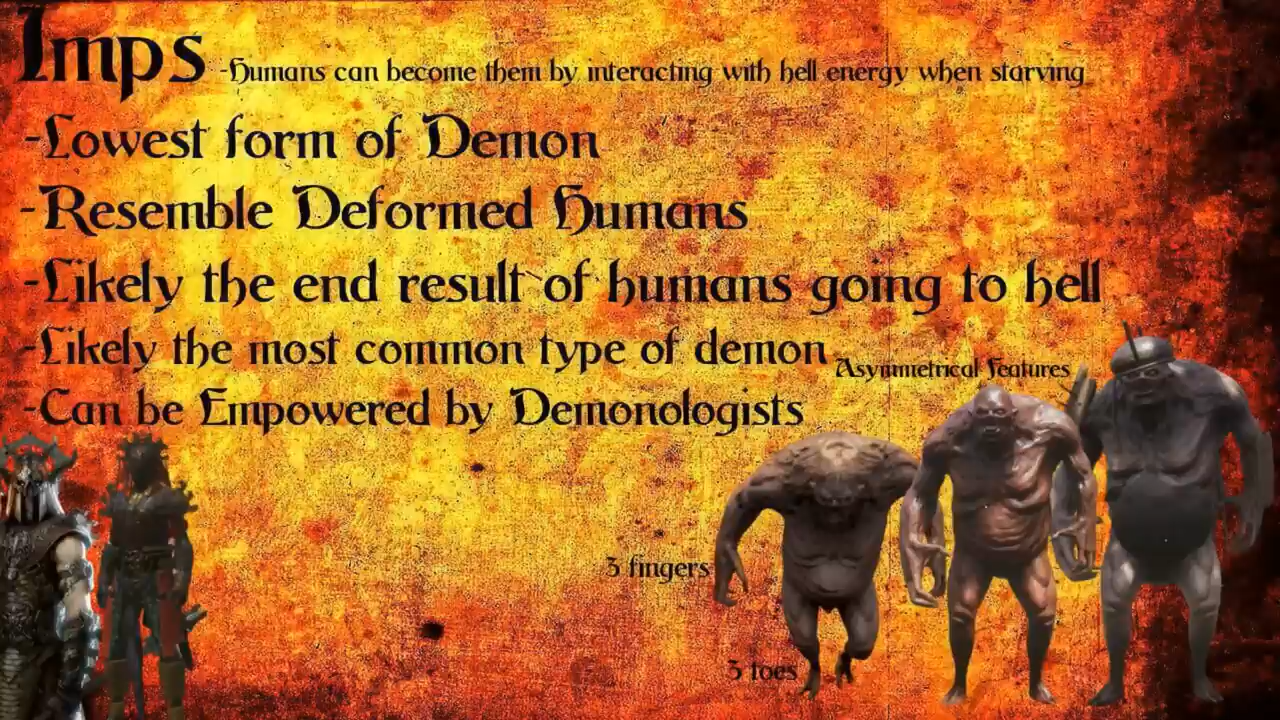 Imps -Humans can become them by interacting with hell energy when starving
-Lowest form of Demon
-Resemble Deformed Humans
-Likely the end result of humans going to hell
-Likely the most common type of demon
Asymmetrical Features
-Can be Empowered by Demonologists
3 fingers
3 toes